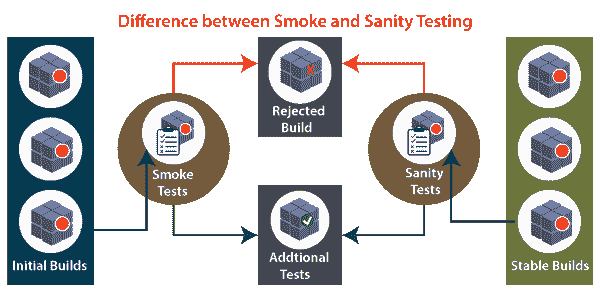 Difference between Smoke and Sanity Testing
Rejected
Build
Smoke
Tests
Sanity
Tests
Initial Builds
Addtional
Tests
Stable Builds